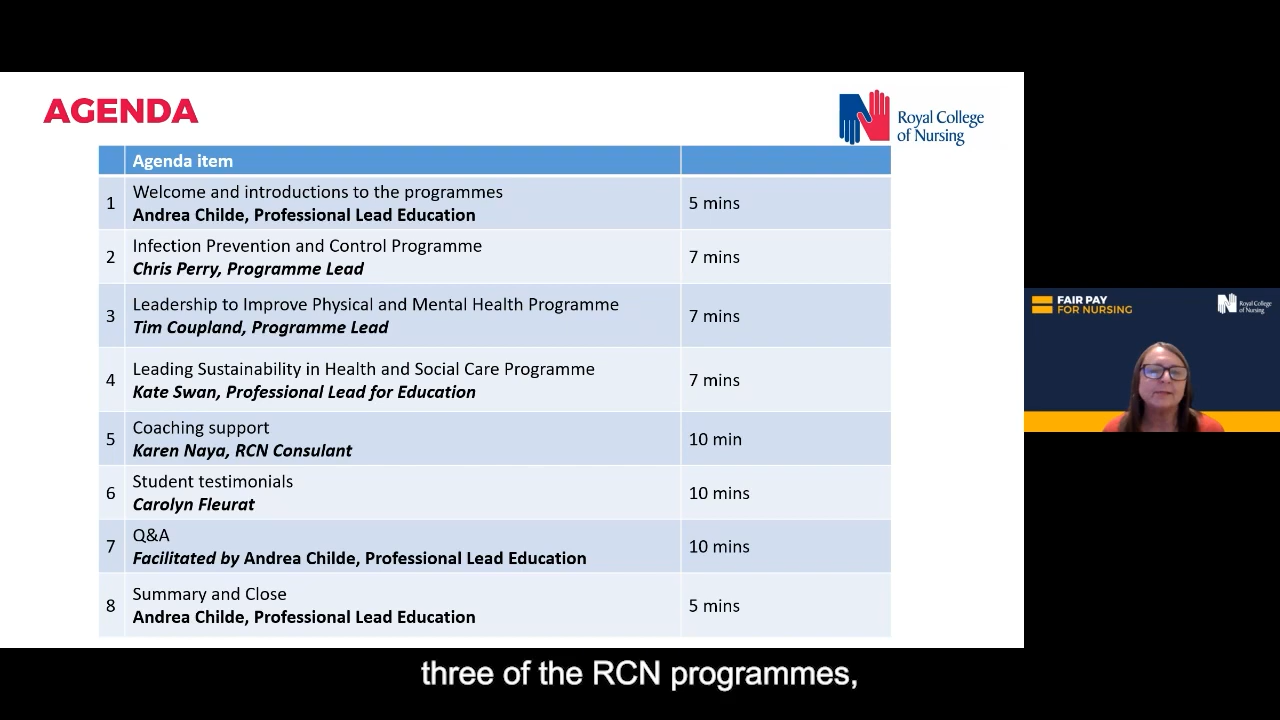 AGENDA
Royal College
of Nursing
Agenda item
1
Welcome and introductions to the programmes
Andrea Childe, Professional Lead Education
5 mins
2
Infection Prevention and Control Programme
Chris Perry, Programme Lead
7 mins
3
Leadership to Improve Physical and Mental Health Programme
Tim Coupland, Programme Lead
7 mins
4
Leading Sustainability in Health and Social Care Programme
Kate Swan, Professional Lead for Education
7 mins
5
Coaching support
Karen Naya, RCN Consulant
10 min
6
Student testimonials
Carolyn Fleurat
10 mins
7
Q&A
Facilitated by Andrea Childe, Professional Lead Education
10 mins
8
Summary and Close
Andrea Childe, Professional Lead Education
5 mins
FAIR PAY
FOR NURSING
Royal College
of Nursing
three of the RCN programmes,